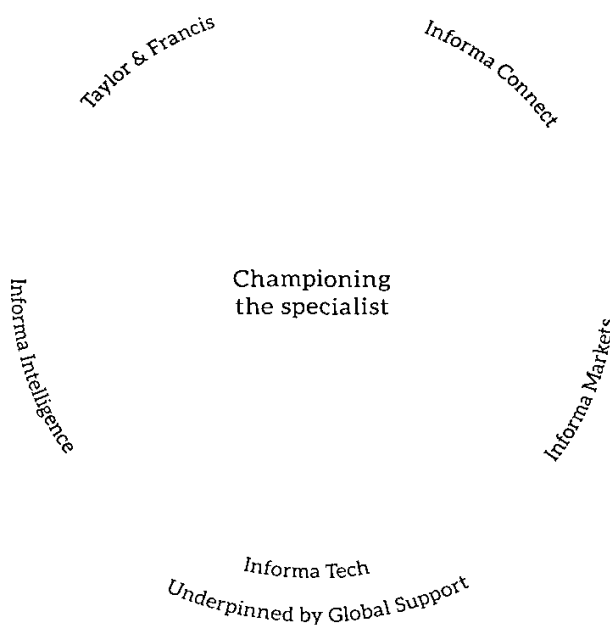 Taylor & Francis
Informa Connect
Championing
the specialist
Informa Intelligence
Informa Markets
Informa Tech
Underpinned by Global Support